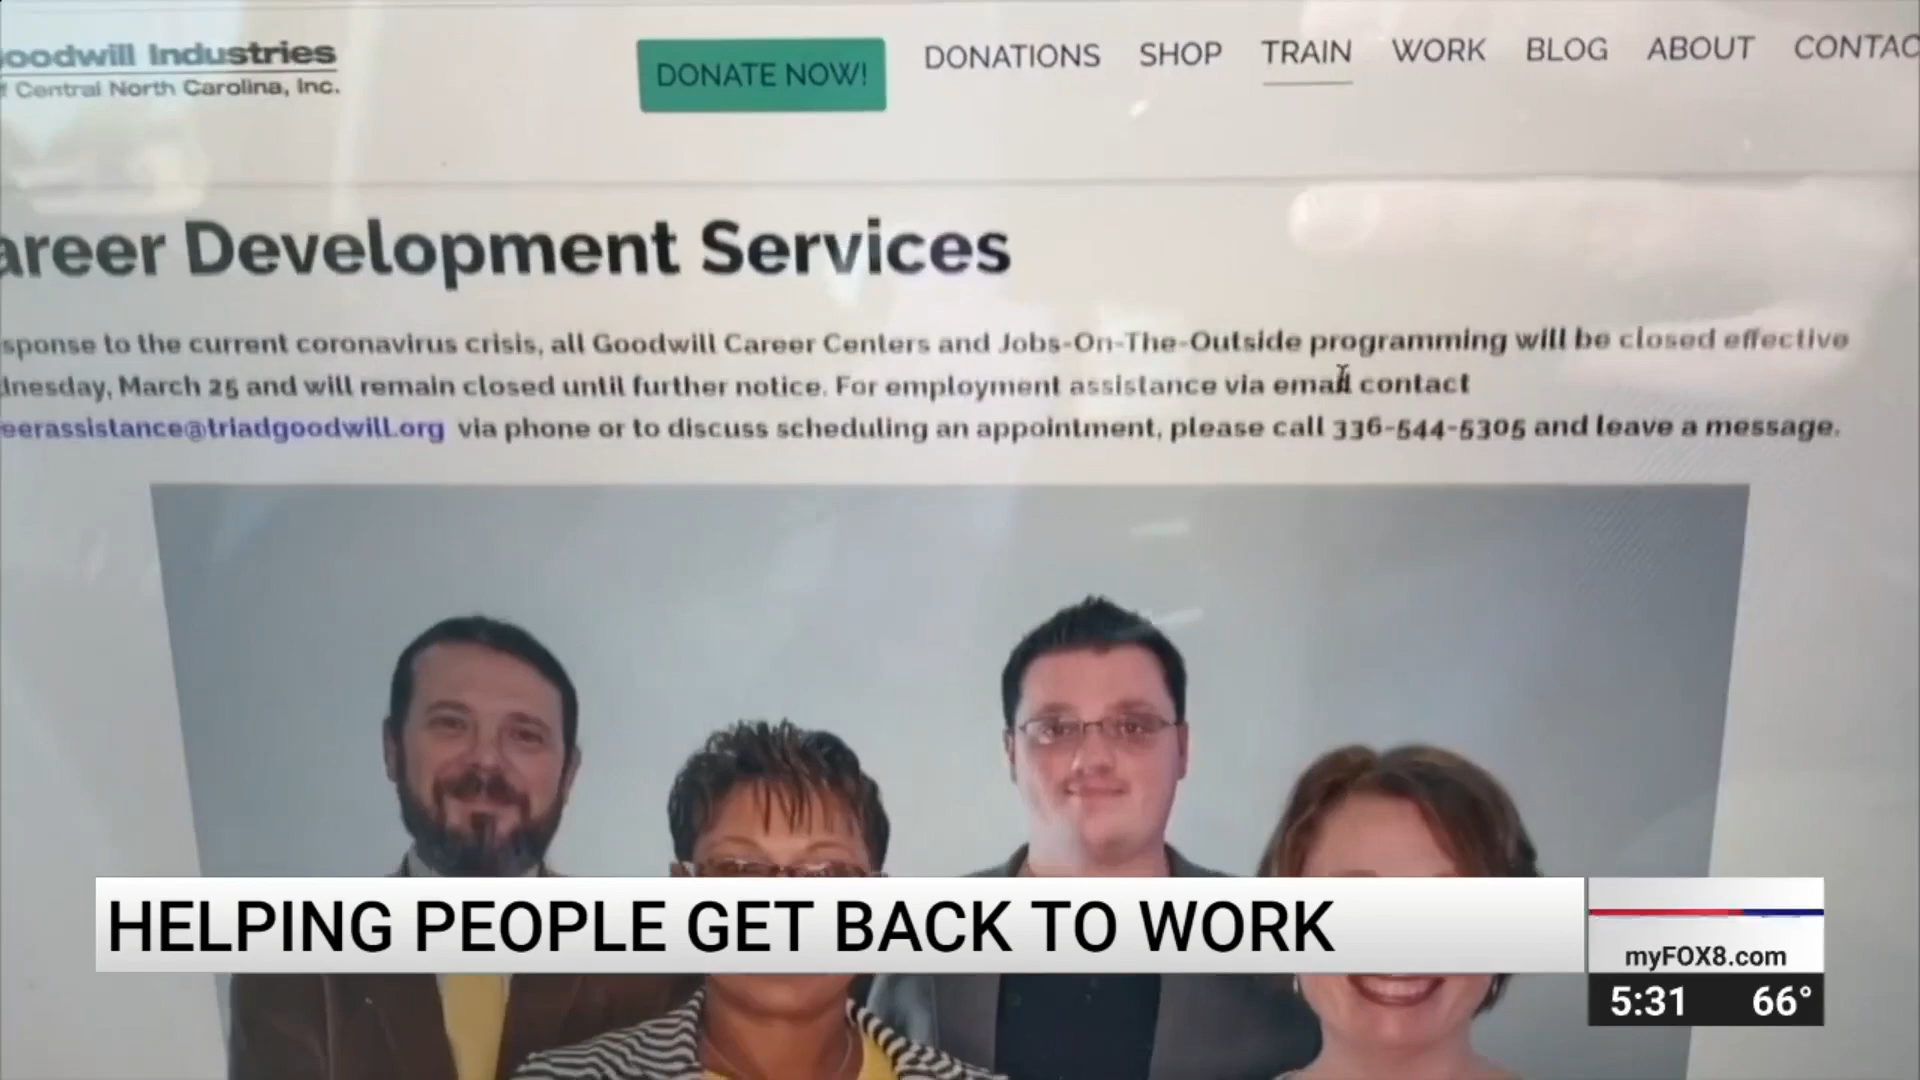 oodwill Industries
f Central North Carolina, Inc.
DONATE NOW!
DONATIONS SHOP TRAIN WORK BLOG ABOUT CONTAC
areer Development Services
sponse to the current coronavirus crisis, all Goodwill Career Centers and Jobs-On-The-Outside programming will be closed effective
dnesday, March 25 and will remain closed until further notice. For employment assistance via email contact
eerassistance@triadgoodwill.org via phone or to discuss scheduling an appointment, please call 336-544-5305 and leave a message.
HELPING PEOPLE GET BACK TO WORK
myFOX8.com
5:31 66°